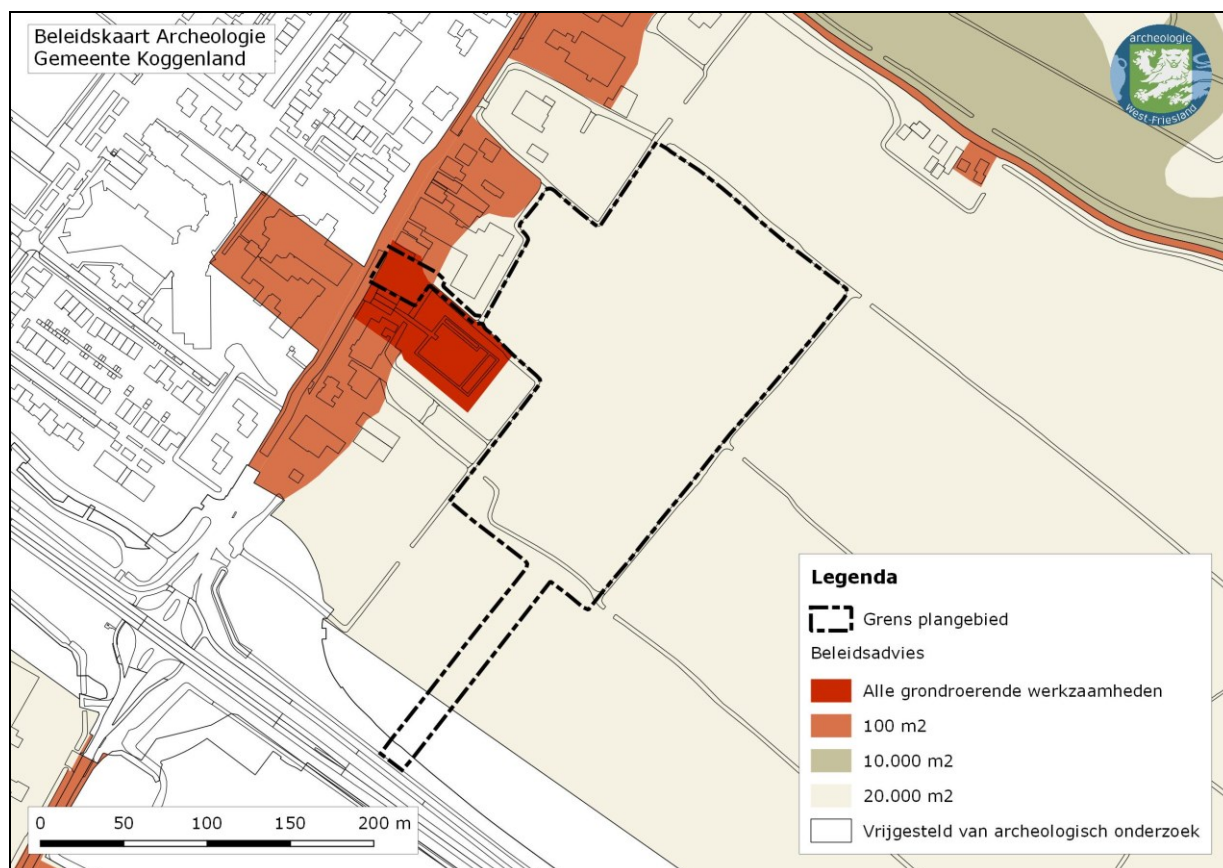 Beleidskaart Archeologie
Gemeente Koggenland
archeologie
West-Friesland
Legenda
Grens plangebied
Beleidsadvies
Alle grondroerende werkzaamheden
100 m2
10.000 m2
20.000 m2
Vrijgesteld van archeologisch onderzoek
0 50 100 150 200 m